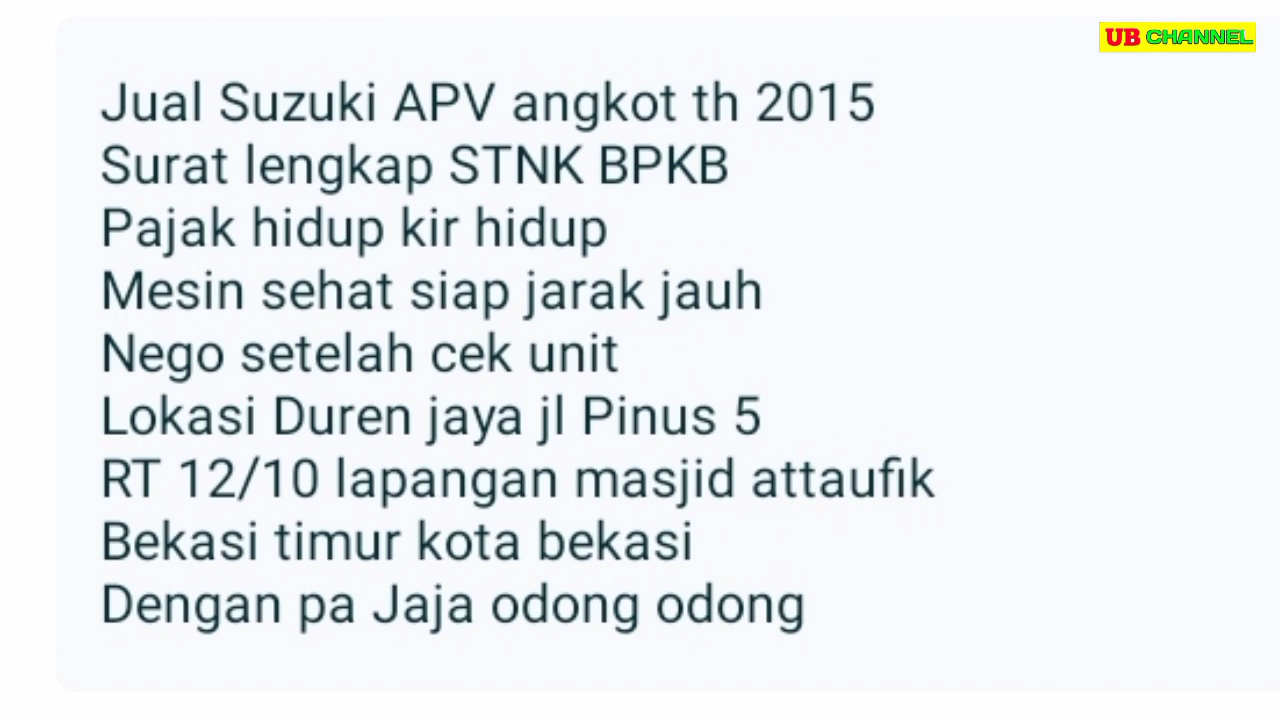 UB CHANNEL
Jual Suzuki APV angkot th 2015
Surat lengkap STNK BPKB
Pajak hidup kir hidup
Mesin sehat siap jarak jauh
Nego setelah cek unit
Lokasi Duren jaya jl Pinus 5
RT 12/10 lapangan masjid attaufik
Bekasi timur kota bekasi
Dengan pa Jaja odong odong